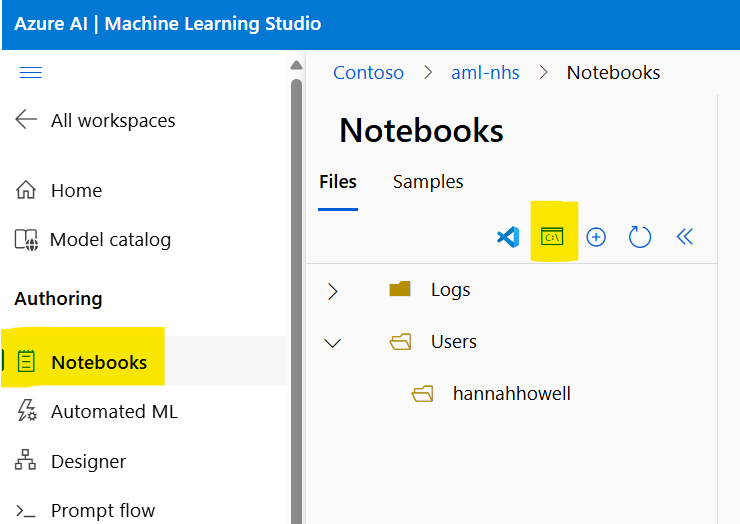 Azure AI | Machine Learning Studio
All workspaces
Home
Model catalog
Authoring
Notebooks
Automated ML
Designer
Prompt flow
Contoso > aml-nhs > Notebooks
Notebooks
Files Samples
C:\
Logs
Users
hannahhowell